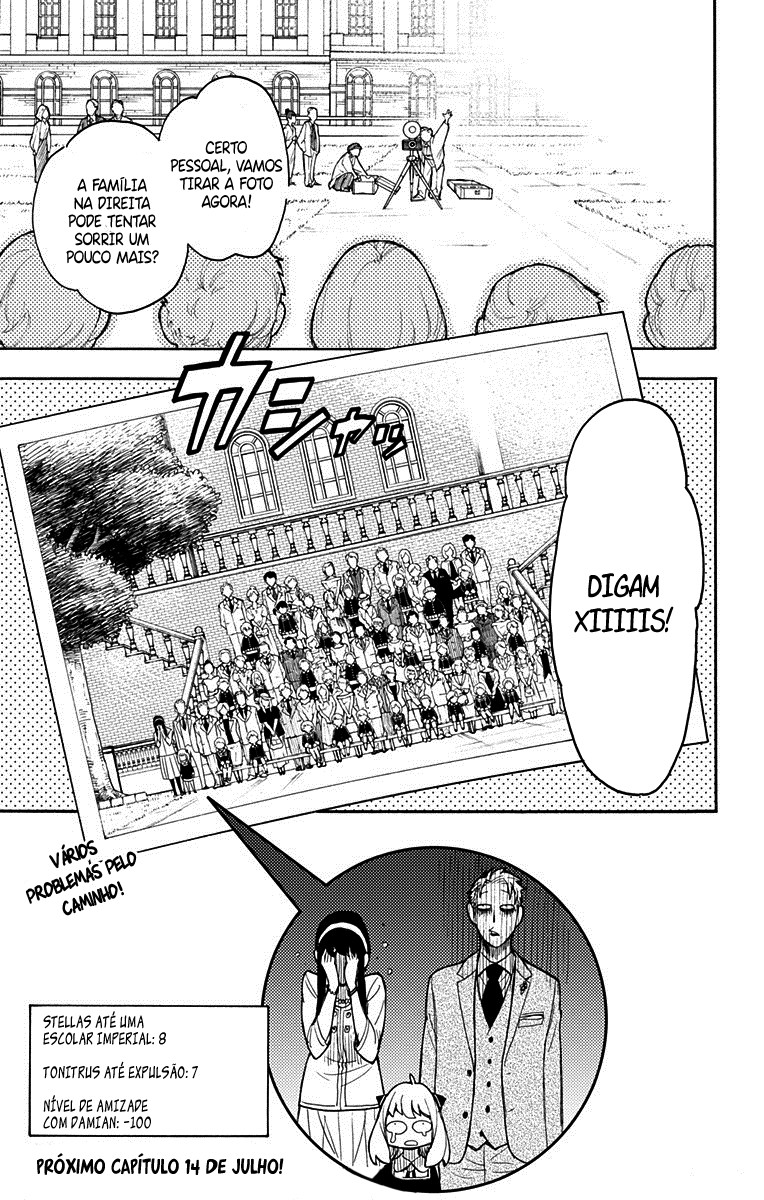 CERTO
PESSOAL, VAMOS
TIRAR A FOTO
AGORA!
A FAMÍLIA
NA DIREITA
PODE TENTAR
SORRIR UM
POUCO MAIS?
カシャッ
DIGAM
XIIIIIS!
VÁRIOS
PROBLEMAS PELO
CAMINHO!
STELLAS ATÉ UMA
ESCOLAR IMPERIAL: 8
TONITRUS ATÉ EXPULSÃO: 7
NÍVEL DE AMIZADE
COM DAMIAN: -100
PRÓXIMO CAPÍTULO 14 DE JULHO!